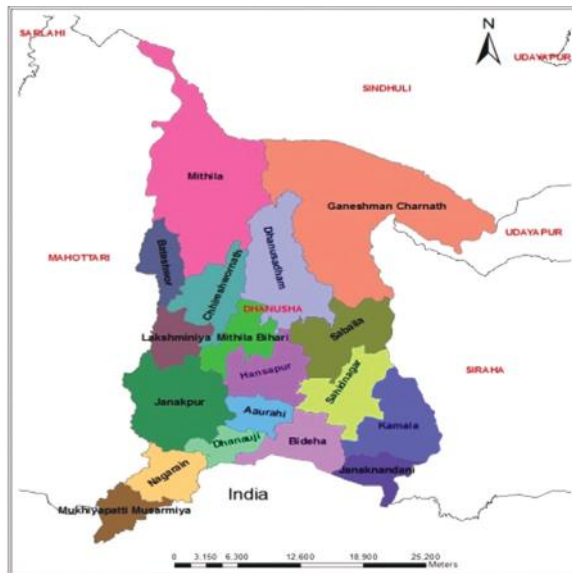 SARLAHI
N
UDAYAPUR
SINDHULI
Mithila
Ganeshman Charnath
UDAYAPUR
MAHOTTARI
Bateshwor
Dhanusadham
Chhireshwornath
DHANUSHA
Lakshminiya
Mithila Bihari
Sabaila
SIRAHA
Hansapur
Sahidnagar
Janakpur
Aaurahi
Kamala
Dhanauji
Bideha
Nagarain
Janaknandani
India
Mukhiyapatti Musarmiya
0 3.150 6.300 12.600 18.900 25.200
Meters